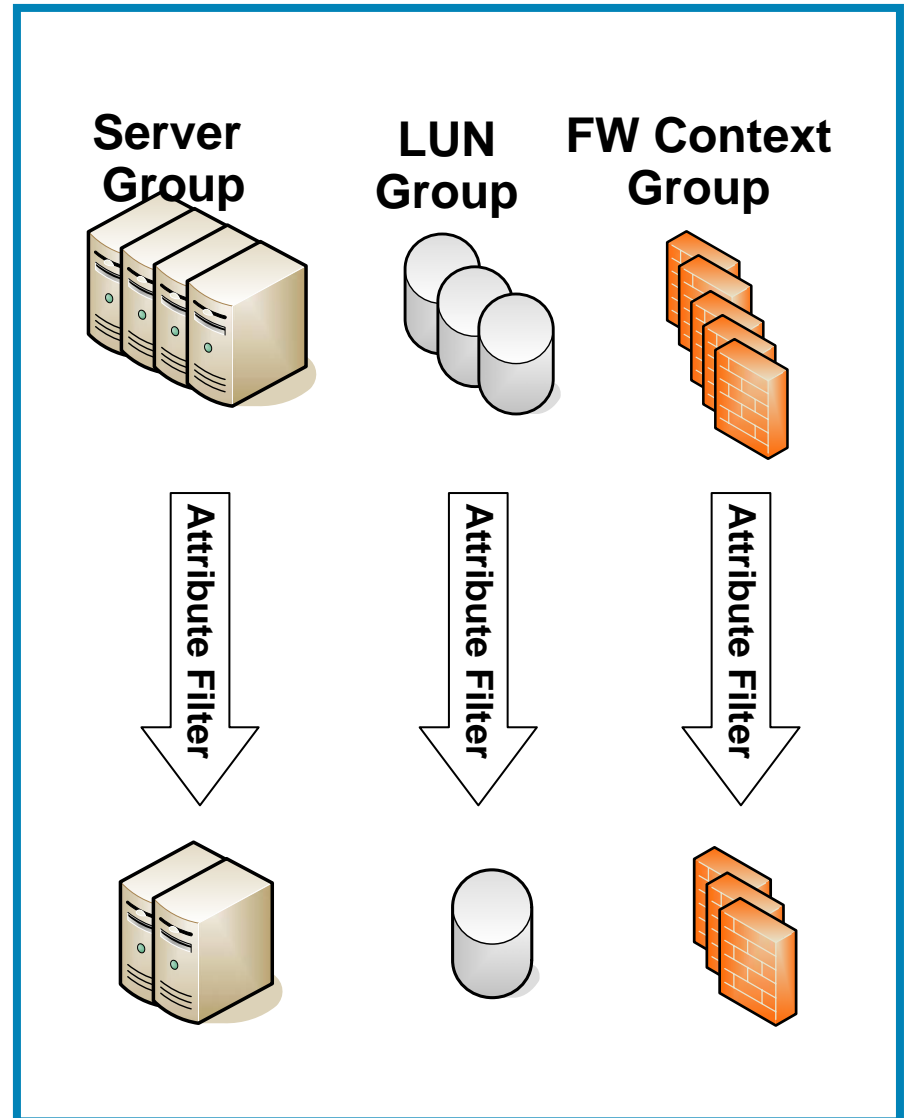 Server
Group
LUN
Group
FW Context
Group
Attribute Filter
Attribute Filter
Attribute Filter